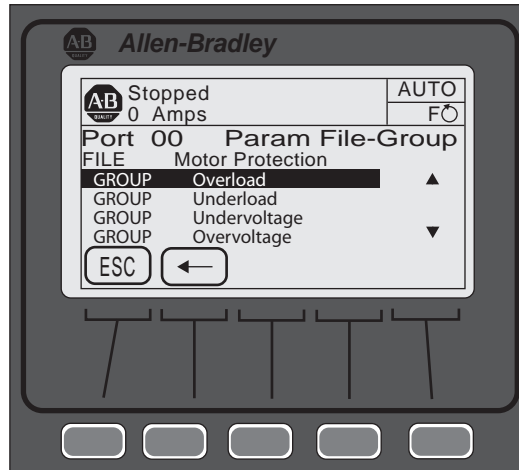 AB QUALITY Allen-Bradley
AB QUALITY Stopped AUTO
0 Amps F
Port 00 Param File-Group
FILE Motor Protection
GROUP Overload
GROUP Underload
GROUP Undervoltage
GROUP Overvoltage
ESC